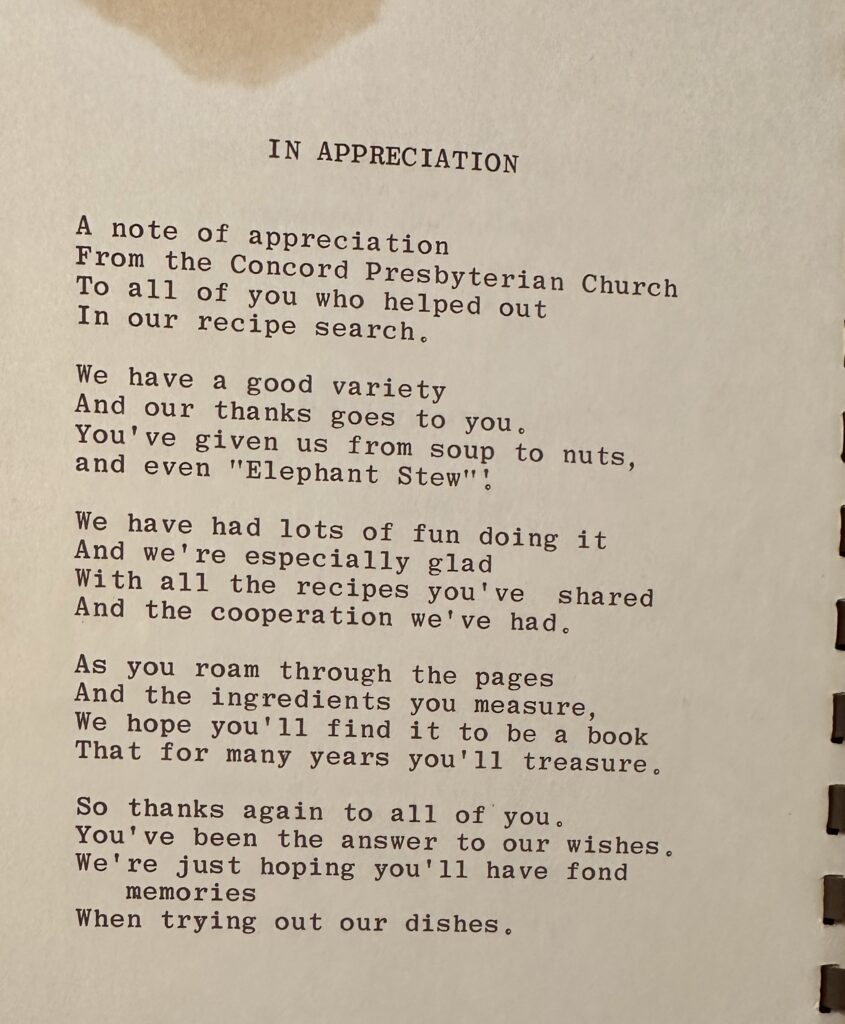 IN APPRECIATION
A note of appreciation
From the Concord Presbyterian Church
To all of you who helped out
In our recipe search.
We have a good variety
And our thanks goes to you.
You've given us from soup to nuts,
and even "Elephant Stew"!
We have had lots of fun doing it
And we're especially glad
With all the recipes you've  shared
And the cooperation we've had.
As you roam through the pages
And the ingredients you measure,
We hope you'll find it to be a book
That for many years you'll treasure.
So thanks again to all of you.
You've been the answer to our wishes.
We're just hoping you'll have fond
memories
When trying out our dishes.